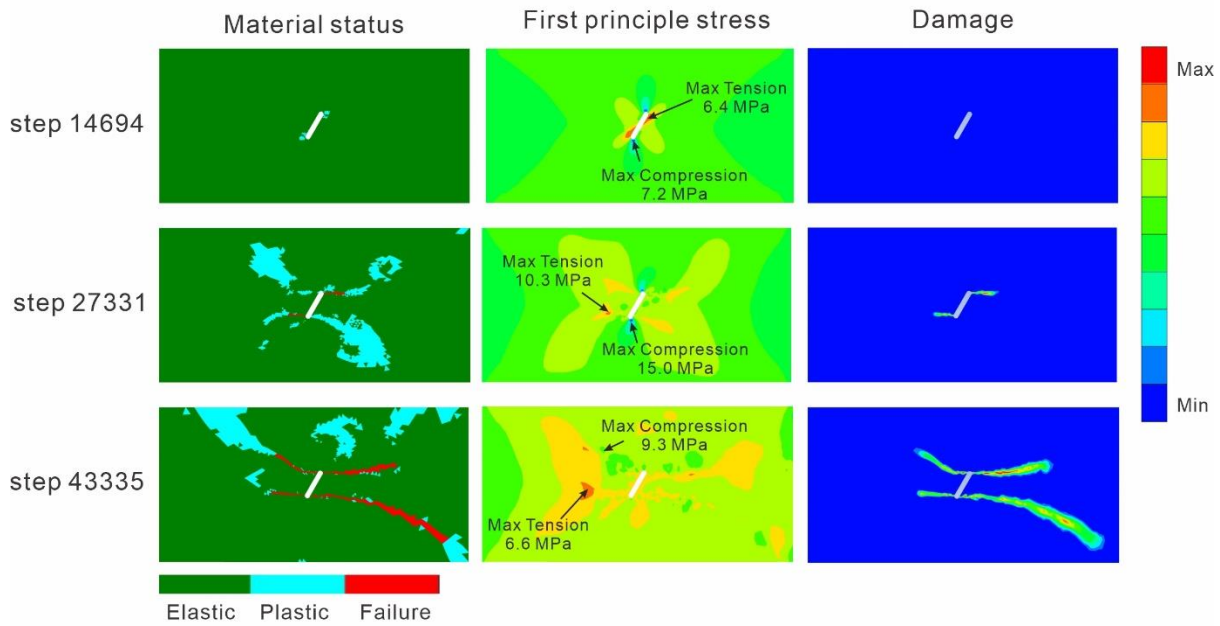 Material status
First principle stress
Damage
step 14694
Max Tension
6.4 MPa
Max Compression
7.2 MPa
Max
step 27331
Max Tension
10.3 MPa
Max Compression
15.0 MPa
Min
step 43335
Max Compression
9.3 MPa
Max Tension
6.6 MPa
Elastic Plastic Failure